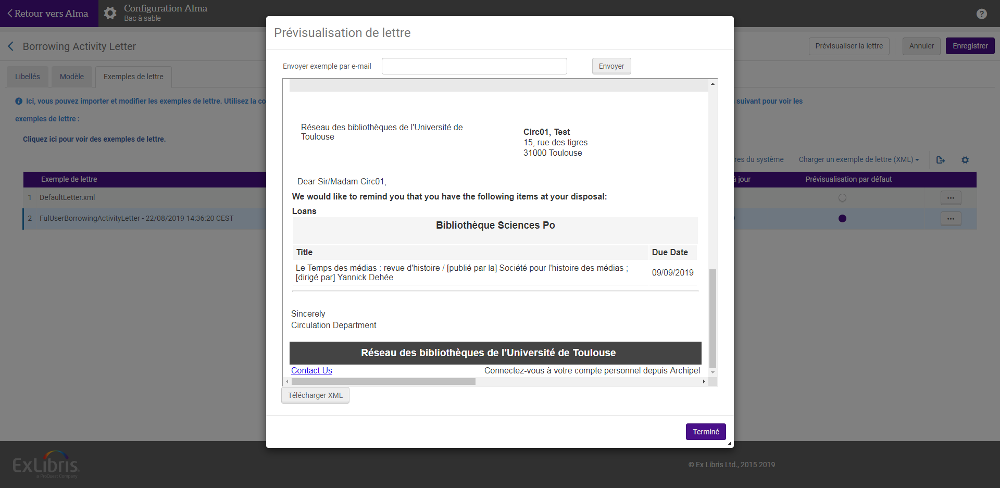 Retour vers Alma
Configuration Alma
Bac à sable
?
Prévisualisation de lettre
Borrowing Activity Letter
Prévisualiser la lettre
Annuler
Enregistrer
Envoyer exemple par e-mail
Envoyer
Libellés
Modèle
Exemples de lettre
Ici, vous pouvez importer et modifier les exemples de lettre. Utilisez la co
suivant pour voir les
exemples de lettre :
Cliquez ici pour voir des exemples de lettre.
Réseau des bibliothèques de l'Université de
Toulouse
Circ01, Test
15, rue des tigres
31000 Toulouse
res du système
Charger un exemple de lettre (XML)
Exemple de lettre
à jour
Prévisualisation par défaut
1 DefaultLetter.xml
2 FulUserBorrowingActivityLetter - 22/08/2019 14:36:20 CEST
Dear Sir/Madam Circ01,
We would like to remind you that you have the following items at your disposal:
Loans
Bibliothèque Sciences Po
Title Due Date
Le Temps des médias : revue d'histoire / [publié par la] Société pour l'histoire des médias ;
[dirigé par] Yannick Dehée
09/09/2019
Sincerely
Circulation Department
Réseau des bibliothèques de l'Université de Toulouse
Contact Us
Connectez-vous à votre compte personnel depuis Archipel
Télécharger XML
Terminé
ExLibris
a ProQuest Company
© Ex Libris Ltd., 2015 2019